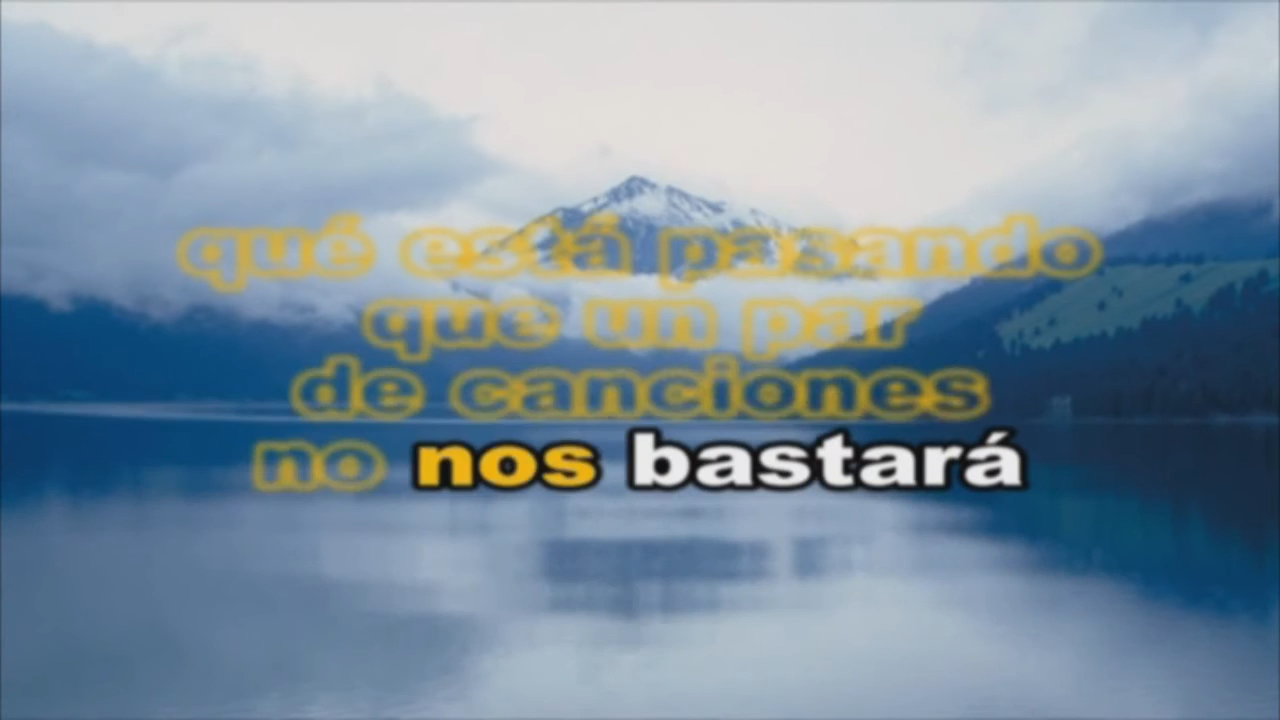 qué está pasando
que un par
de canciones
no nos bastará